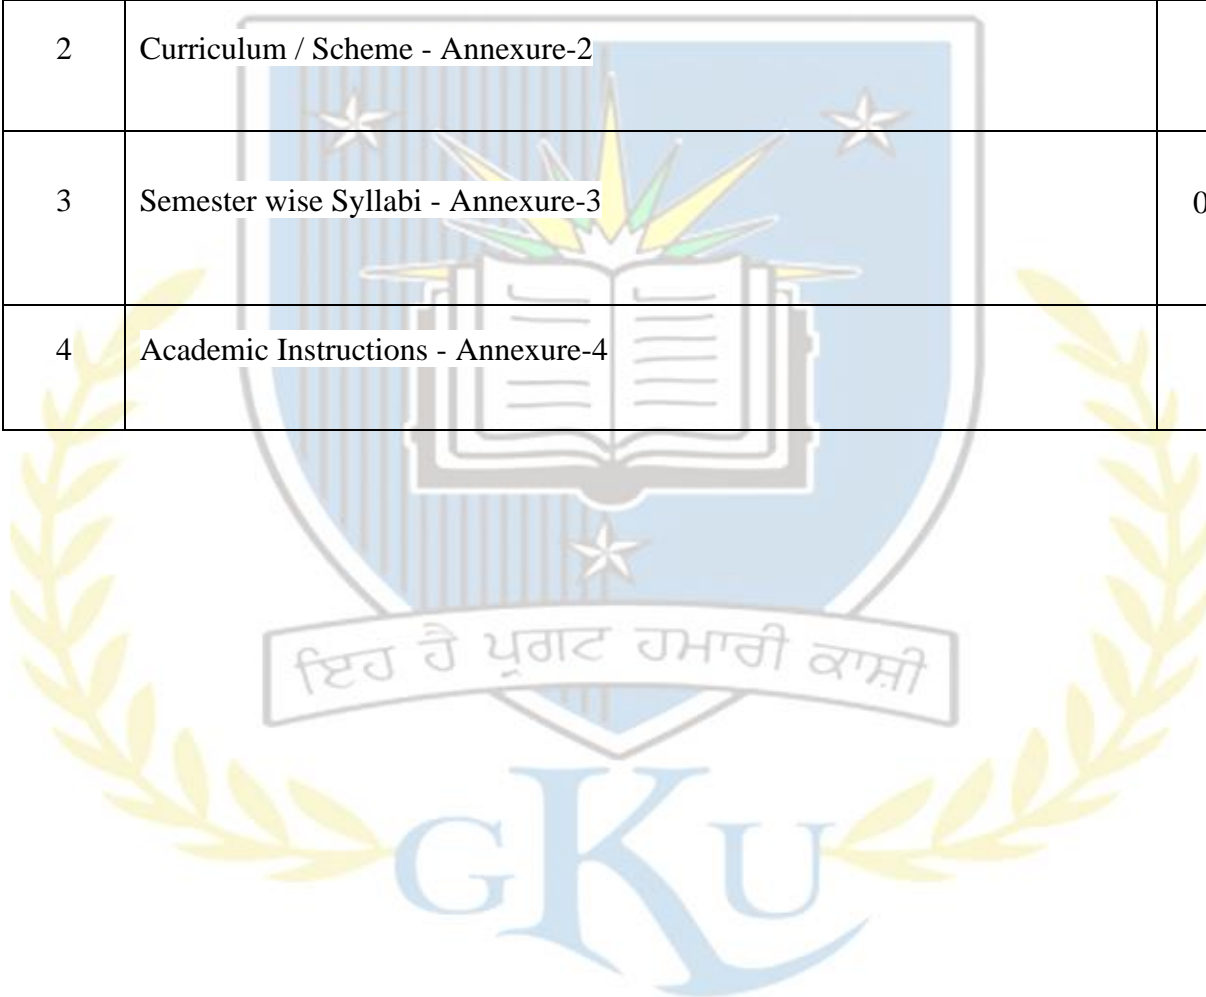 2 Curriculum / Scheme - Annexure-2
3 Semester wise Syllabi - Annexure-3 0
4 Academic Instructions - Annexure-4
ਇਹ ਹੈ ਪ੍ਰਗਟ ਹਮਾਰੀ ਕਾਸ਼ੀ
GKU